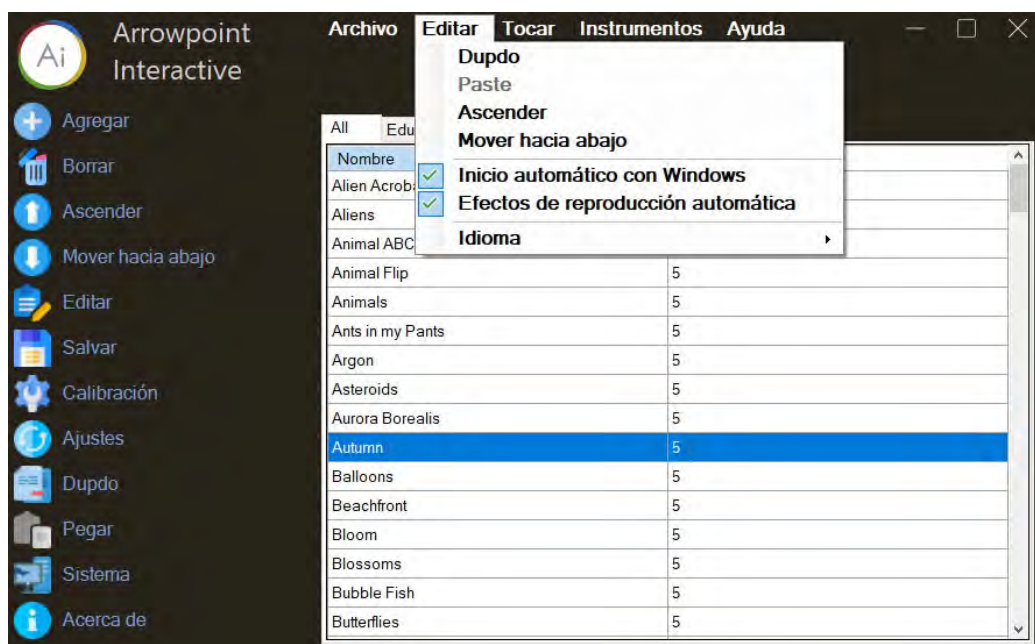 Ai
Arrowpoint
Interactive
Archivo Editar Tocar Instrumentos Ayuda
Dupdo
Paste
Ascender
Mover hacia abajo
Inicio automático con Windows
Efectos de reproducción automática
Idioma
Agregar
Borrar
Ascender
Mover hacia abajo
Editar
Salvar
Calibración
Ajustes
Dupdo
Pegar
Sistema
Acerca de
All Edu
Nombre
Alien Acrob
Aliens
Animal ABC
Animal Flip 5
Animals 5
Ants in my Pants 5
Argon 5
Asteroids 5
Aurora Borealis 5
Autumn 5
Balloons 5
Beachfront 5
Bloom 5
Blossoms 5
Bubble Fish 5
Butterflies 5